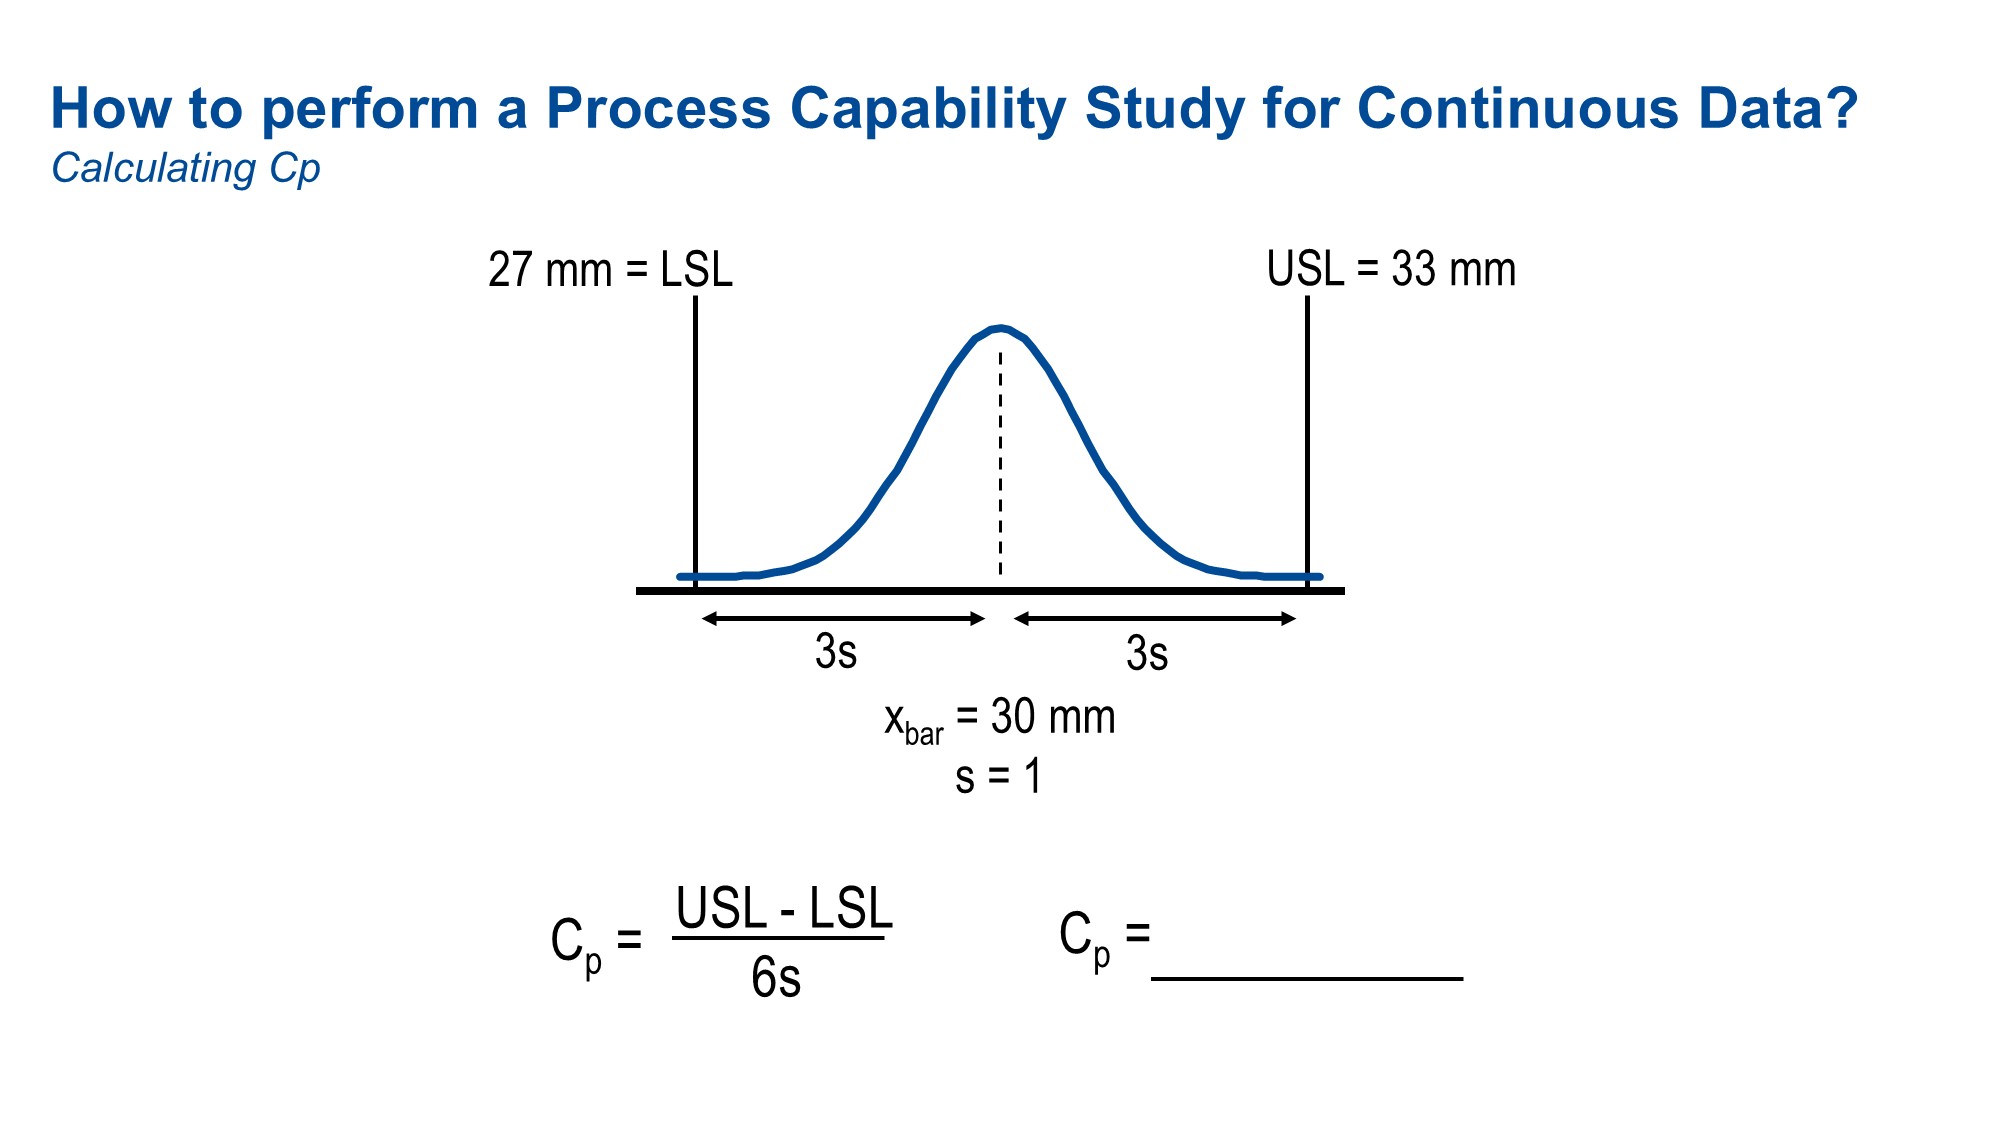 How to perform a Process Capability Study for Continuous Data?
Calculating Cp
27 mm = LSL
USL = 33 mm
3s
3s
xbar = 30 mm
s = 1
Cp = USL - LSL
6s
Cp =